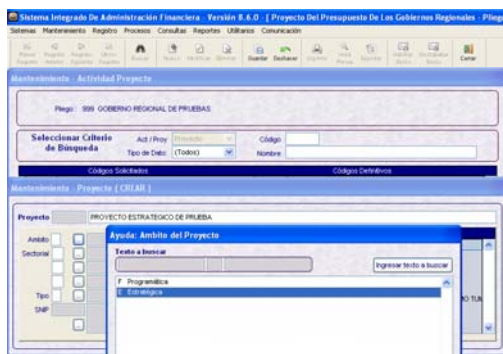 Sistema Integrado De Administración Financiera - Versión 8.6.0 - [ Proyecto Del Presupuesto De Los Gobiernos Regionales - Plieg
Sistemas Mantenimiento Registro Procesos Consultas Reportes Utilitarios Comunicación
Guardar Deshacer Cerrar
Mantenimiento - Actividad Proyecto
Pliego: 999 GOBIERNO REGIONAL DE PRUEBAS
Seleccionar Criterio de Búsqueda
Act / Proy Proyecto Código
Tipo de Dato: (Todos) Nombre
Códigos Solicitados Códigos Definitivos
Mantenimiento - Proyecto ( CREAR )
Proyecto PROYECTO ESTRATEGICO DE PRUEBA
Ambito
Sectorial
Tipo
SNIP
Ayuda: Ambito del Proyecto
Texto a buscar
Ingresar texto a buscar
P Programática
E Estratégica